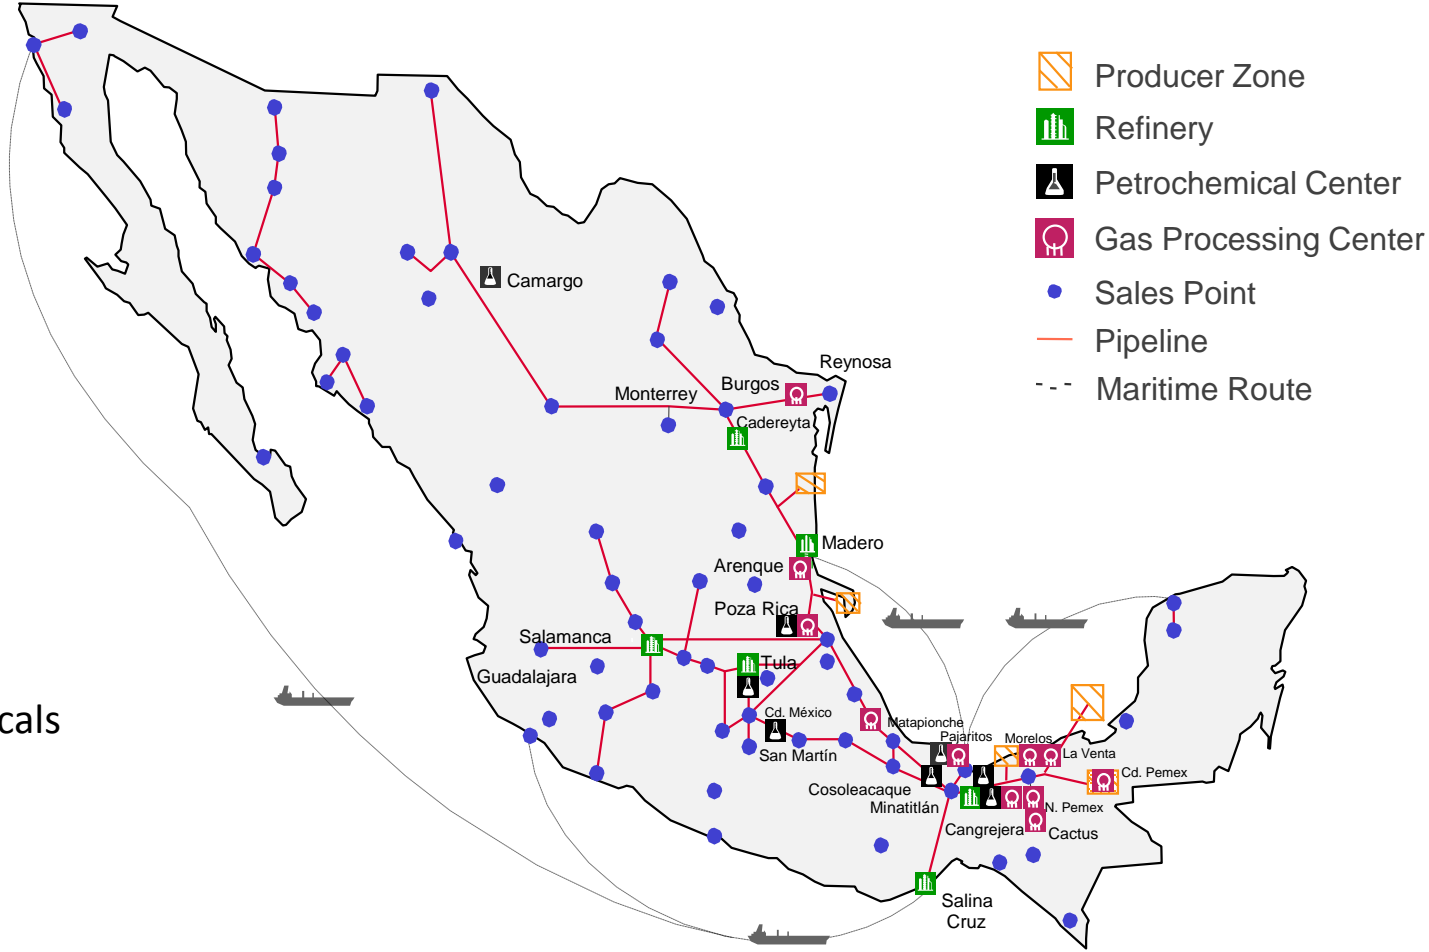 Producer Zone
Refinery
Petrochemical Center
Gas Processing Center
Sales Point
Pipeline
Maritime Route
Camargo
Reynosa
Burgos
Monterrey
Cadereyta
Madero
Arenque
Poza Rica
Salamanca
Tula
Guadalajara
Cd. México
Matapionche
San Martín
Pajaritos
Morelos
La Venta
Cd. Pemex
Cosoleacaque
Minatitlán
N. Pemex
Cangrejera
Cactus
Salina
Cruz
cals